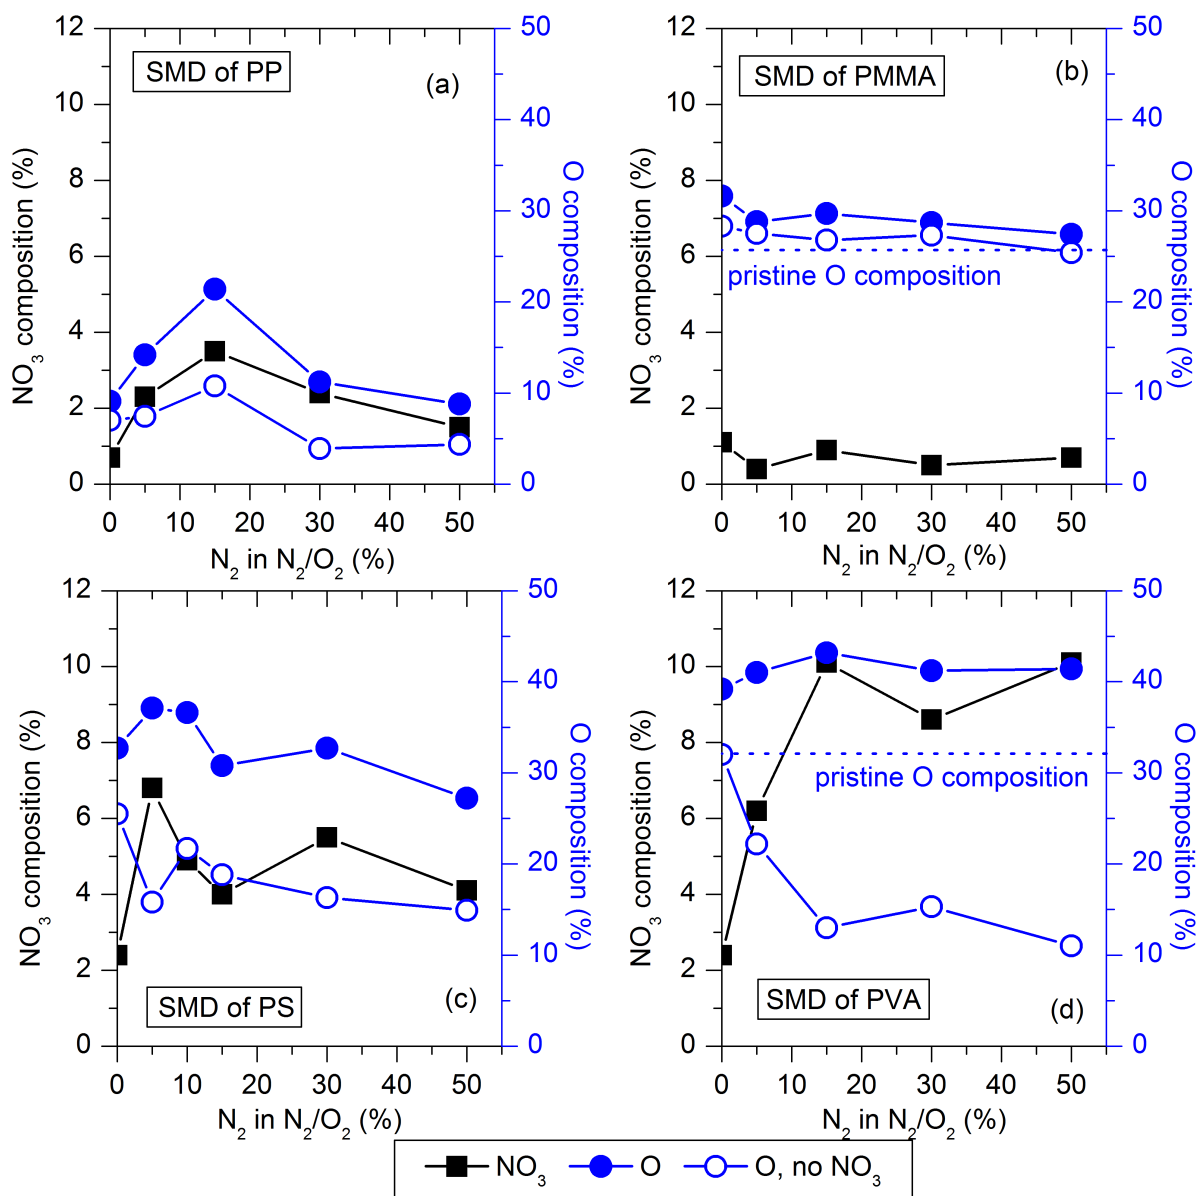 SMD of PP
(a)
NO₃ composition (%)
12
10
8
6
4
2
0
50
40
30
20
10
0
O composition (%)
0 10 20 30 40 50
N₂ in N₂/O₂ (%)
SMD of PMMA
(b)
NO₃ composition (%)
12
10
8
6
4
2
0
50
40
30
20
10
0
O composition (%)
pristine O composition
0 10 20 30 40 50
N₂ in N₂/O₂ (%)
SMD of PS
(c)
NO₃ composition (%)
12
10
8
6
4
2
0
50
40
30
20
10
0
O composition (%)
0 10 20 30 40 50
N₂ in N₂/O₂ (%)
SMD of PVA
(d)
NO₃ composition (%)
12
10
8
6
4
2
0
50
40
30
20
10
0
O composition (%)
pristine O composition
0 10 20 30 40 50
N₂ in N₂/O₂ (%)
NO₃ O O, no NO₃